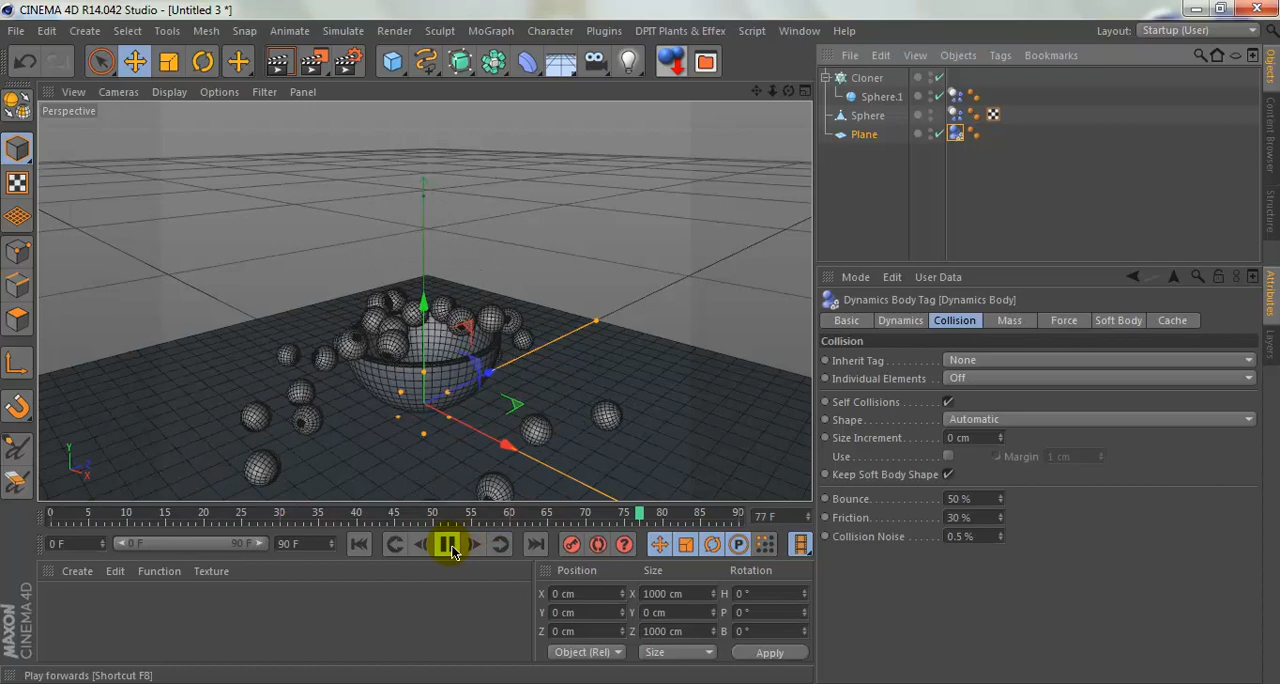 CINEMA 4D R14.042 Studio - [Untitled 3 *]
File Edit Create Select Tools Mesh Snap Animate Simulate Render Sculpt MoGraph Character Plugins DPIT Plants & Effex Script Window Help Layout: Startup (User)
File Edit View Objects Tags Bookmarks
View Cameras Display Options Filter Panel
Perspective
Cloner
Sphere.1
Sphere
Plane
Objects
Content Browser
Structure
Mode Edit User Data
Dynamics Body Tag [Dynamics Body]
Basic Dynamics Collision Mass Force Soft Body Cache
Collision
Inherit Tag None
Individual Elements Off
Self Collisions
Shape Automatic
Size Increment 0 cm
Use Margin 1 cm
Keep Soft Body Shape
Bounce 50 %
Friction 30 %
Collision Noise 0.5 %
Attributes
Layers
Y
Z
X
0 5 10 15 20 25 30 35 40 45 50 55 60 65 70 75 80 85 90 77 F
0 F 0 F 90 F 90 F
P
Create Edit Function Texture
Position Size Rotation
X 0 cm X 1000 cm H 0 °
Y 0 cm Y 0 cm P 0 °
Z 0 cm Z 1000 cm B 0 °
Object (Rel) Size Apply
MAXON
CINEMA 4D
Play forwards [Shortcut F8]